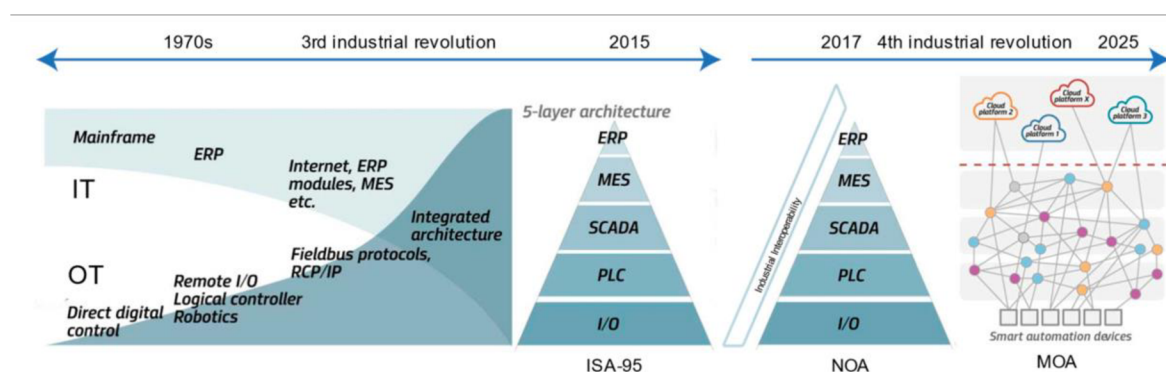 1970s
3rd industrial revolution
2015
2017
4th industrial revolution
2025
Mainframe
ERP
Internet, ERP
modules, MES
etc.
IT
Integrated
architecture
Fieldbus protocols,
RCP/IP
OT
Remote I/O
Logical controller
Robotics
Direct digital
control
5-layer architecture
ERP
MES
SCADA
PLC
I/O
ISA-95
Industrial Interoperability
ERP
MES
SCADA
PLC
I/O
NOA
Cloud
platform 2
Cloud
platform 1
Cloud
platform X
Cloud
platform 3
Smart automation devices
MOA